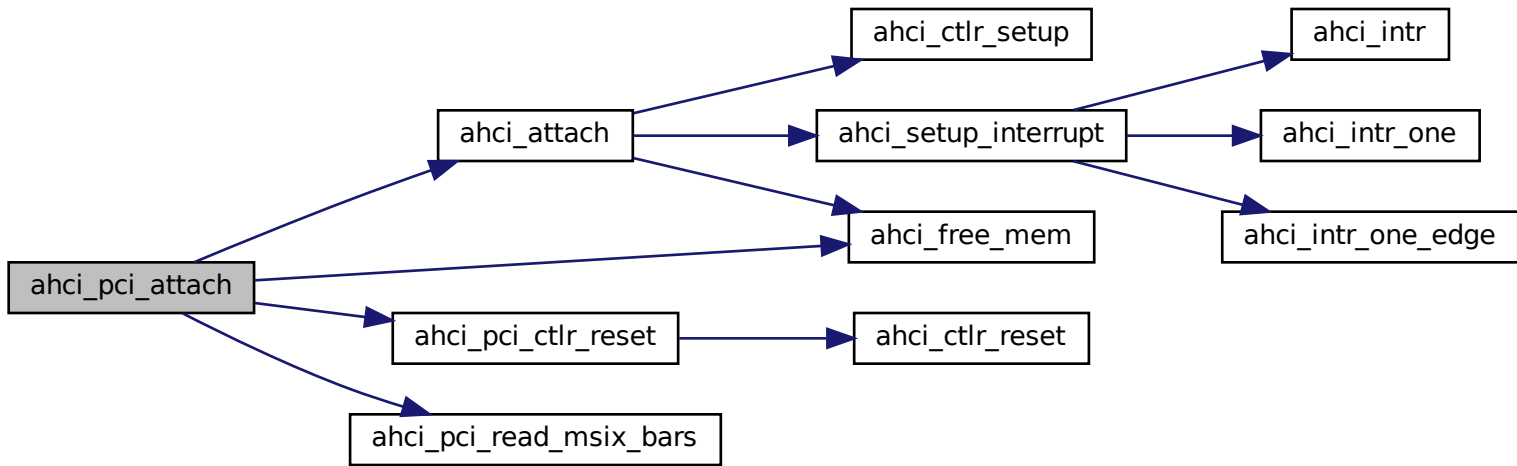 ahci_ctlr_setup
ahci_intr
ahci_attach
ahci_setup_interrupt
ahci_intr_one
ahci_free_mem
ahci_intr_one_edge
ahci_pci_attach
ahci_pci_ctlr_reset
ahci_ctlr_reset
ahci_pci_read_msix_bars